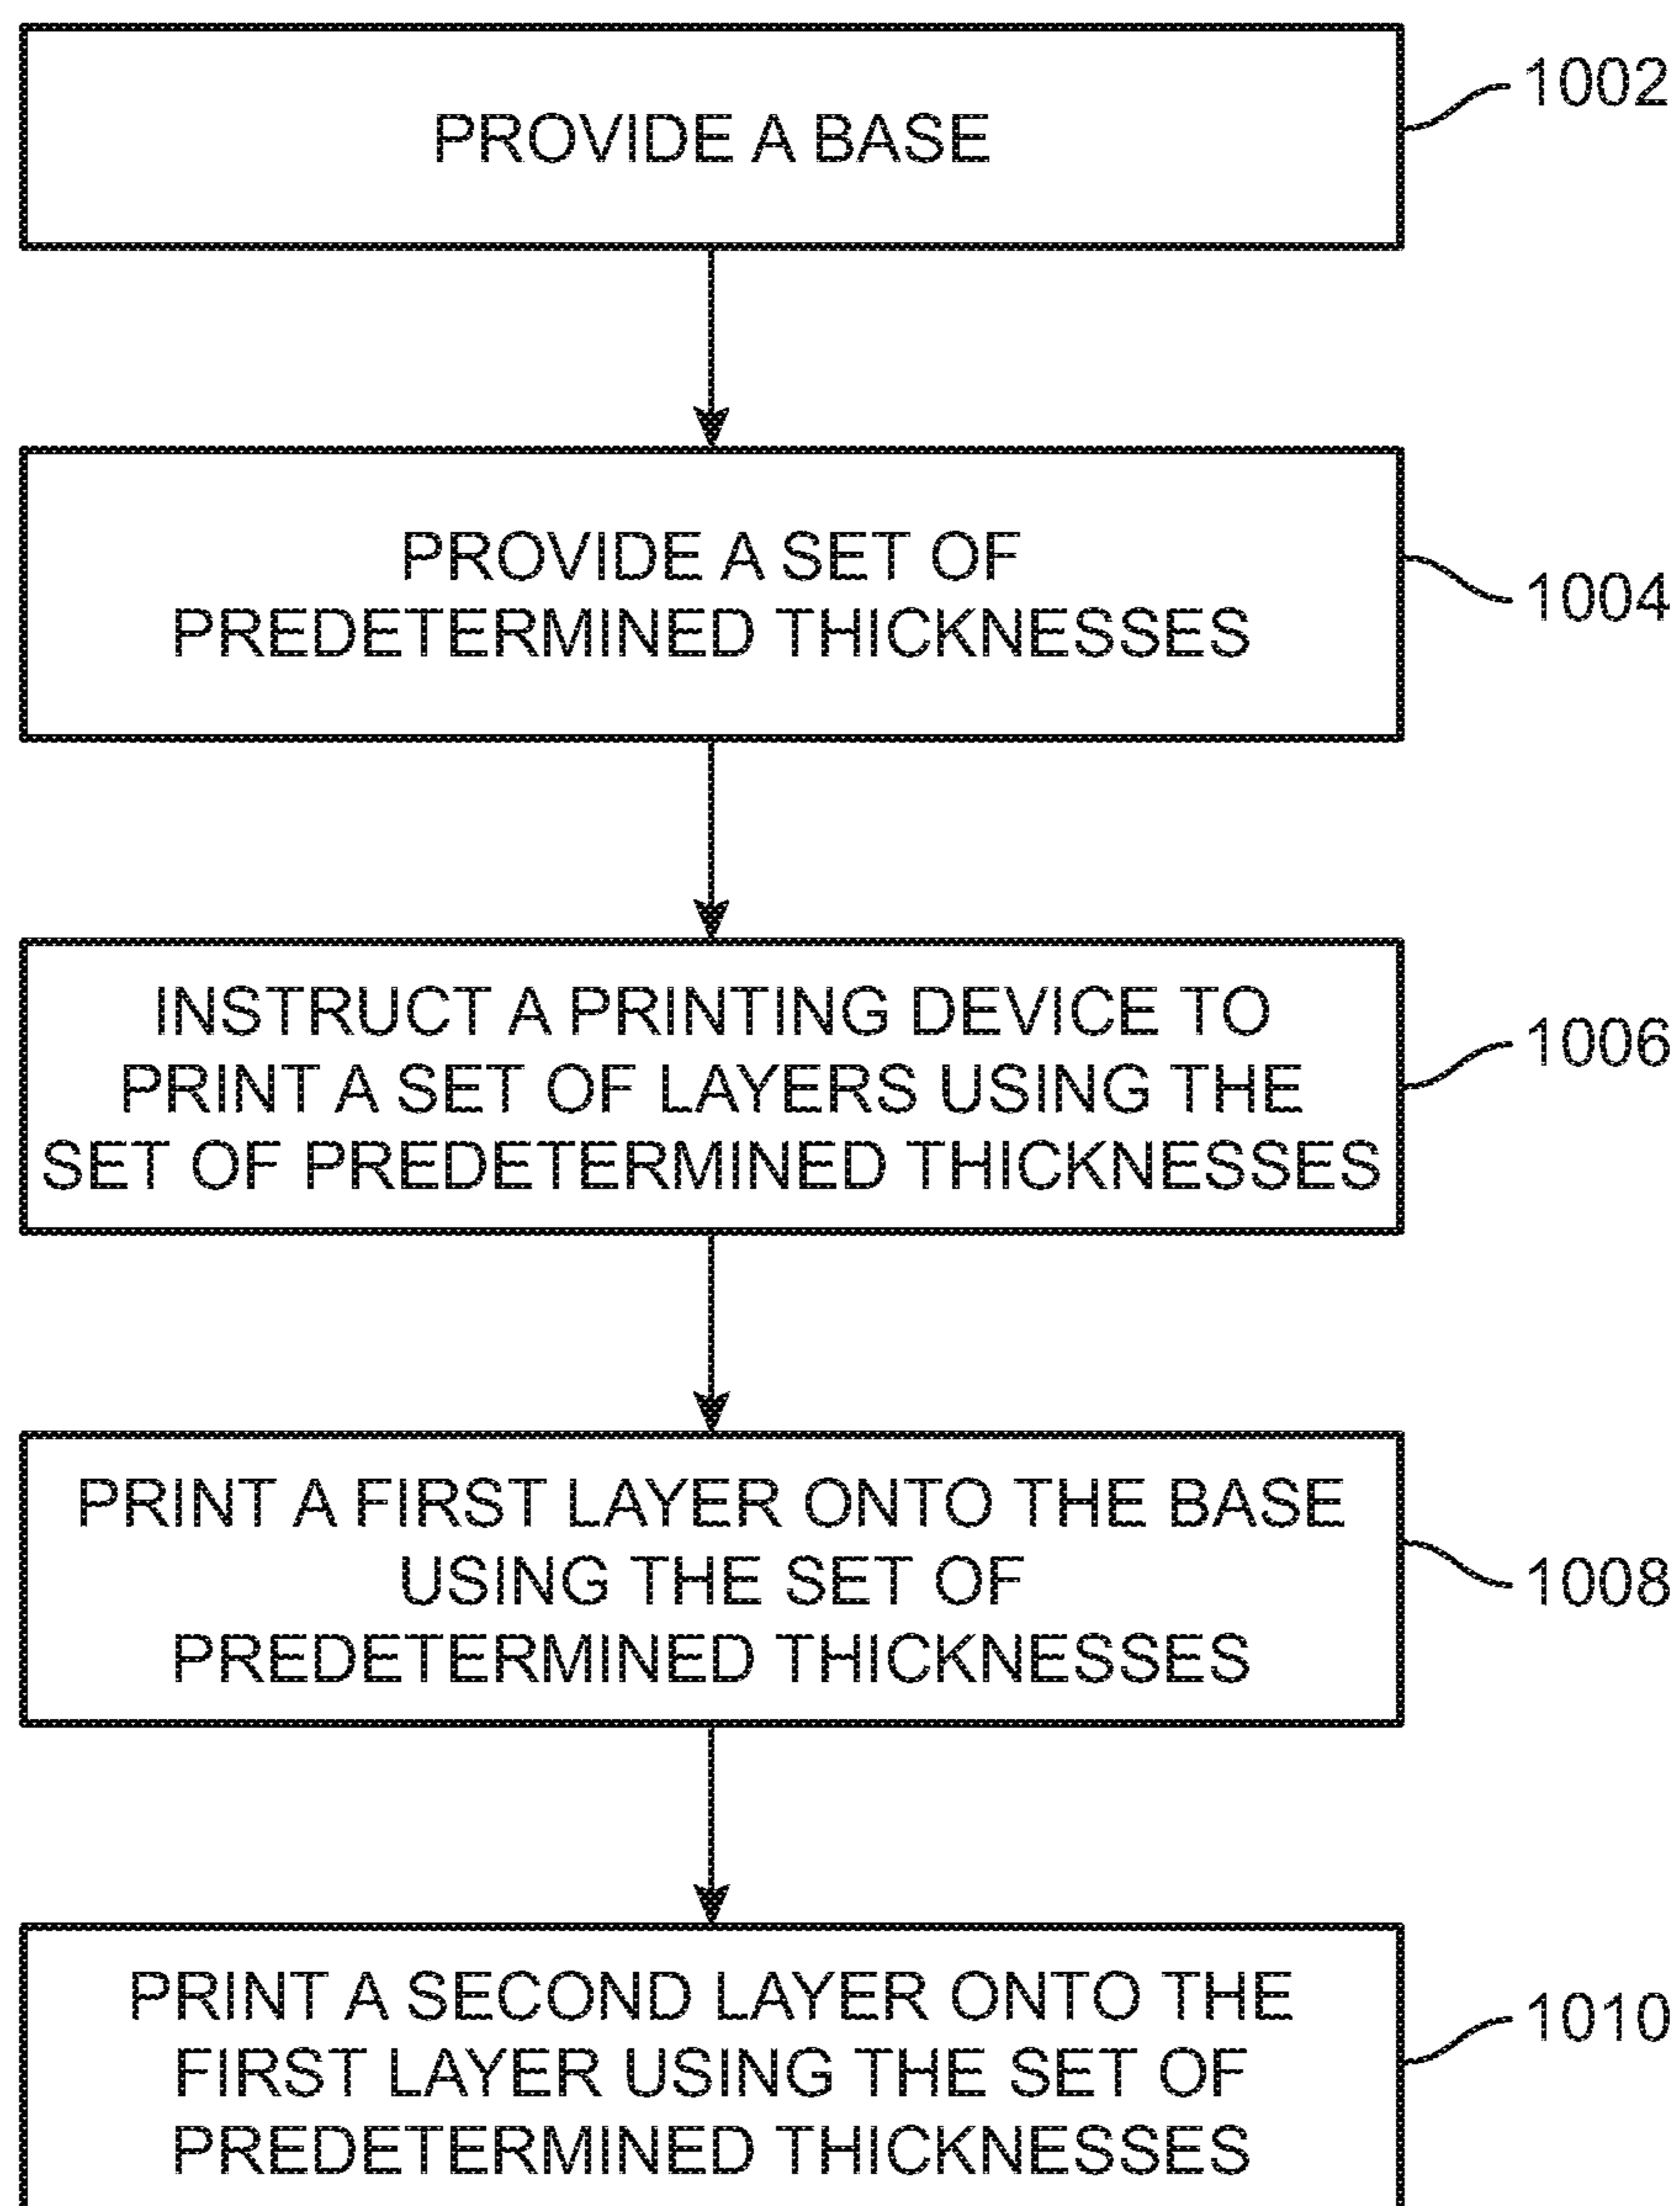 PROVIDE A BASE
1002
PROVIDE A SET OF
PREDETERMINED THICKNESSES
1004
INSTRUCT A PRINTING DEVICE TO
PRINT A SET OF LAYERS USING THE
SET OF PREDETERMINED THICKNESSES
1006
PRINT A FIRST LAYER ONTO THE BASE
USING THE SET OF
PREDETERMINED THICKNESSES
1008
PRINT A SECOND LAYER ONTO THE
FIRST LAYER USING THE SET OF
PREDETERMINED THICKNESSES
1010